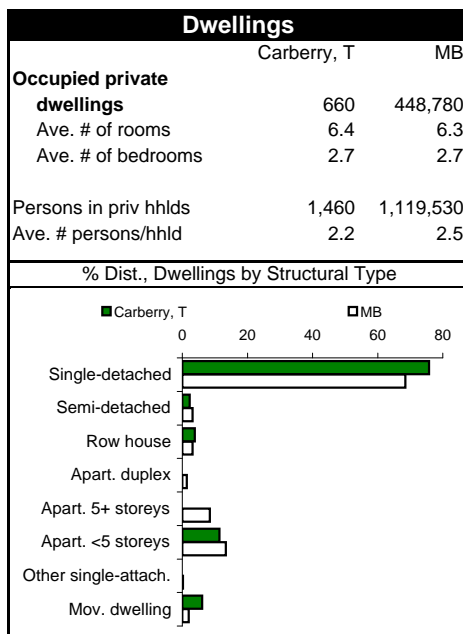 Dwellings
Carberry, T MB
Occupied private
dwellings 660 448,780
Ave. # of rooms 6.4 6.3
Ave. # of bedrooms 2.7 2.7
Persons in priv hhlds 1,460 1,119,530
Ave. # persons/hhld 2.2 2.5
% Dist., Dwellings by Structural Type
Carberry, T MB
0 20 40 60 80
Single-detached
Semi-detached
Row house
Apart. duplex
Apart. 5+ storeys
Apart. <5 storeys
Other single-attach.
Mov. dwelling